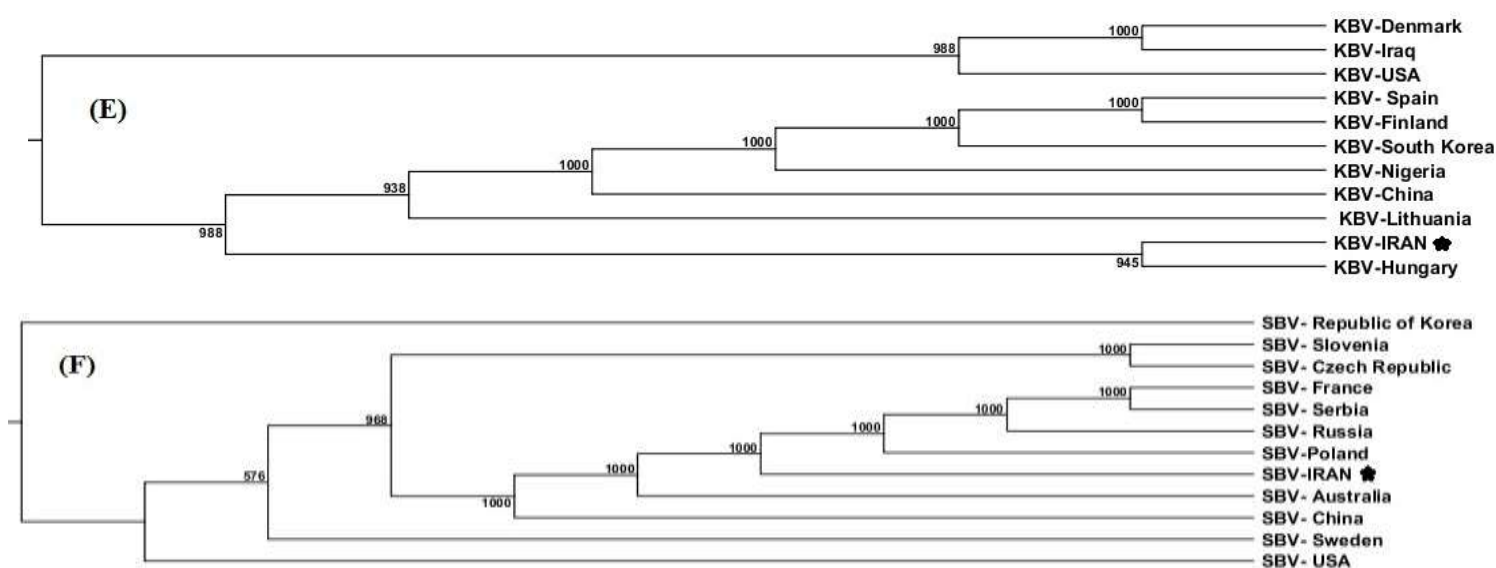 1000
KBV-Denmark
988
KBV-Iraq
KBV-USA
(E)
1000
KBV- Spain
1000
KBV-Finland
1000
KBV-South Korea
1000
KBV-Nigeria
938
KBV-China
KBV-Lithuania
988
KBV-IRAN
945
KBV-Hungary
SBV- Republic of Korea
(F)
1000
SBV- Slovenia
SBV- Czech Republic
1000
SBV- France
1000
SBV- Serbia
968
1000
SBV- Russia
1000
SBV-Poland
576
1000
SBV-IRAN
1000
SBV- Australia
SBV- China
SBV- Sweden
SBV- USA